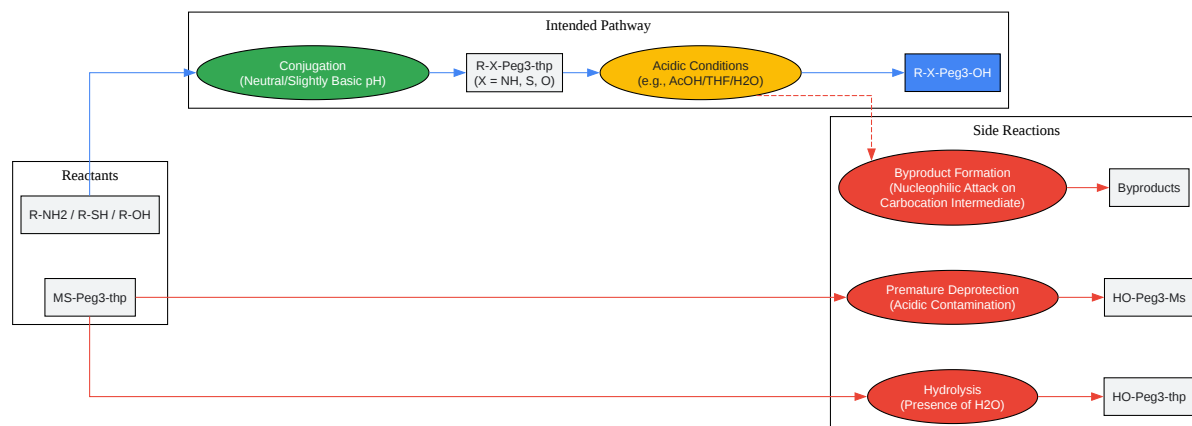 Intended Pathway
Conjugation
(Neutral/Slightly Basic pH)
R-X-Peg3-thp
(X = NH, S, O)
Acidic Conditions
(e.g., AcOH/THF/H2O)
R-X-Peg3-OH
Side Reactions
Reactants
Byproduct Formation
(Nucleophilic Attack on
Carbocation Intermediate)
Byproducts
R-NH2 / R-SH / R-OH
MS-Peg3-thp
Premature Deprotection
(Acidic Contamination)
HO-Peg3-Ms
Hydrolysis
(Presence of H2O)
HO-Peg3-thp